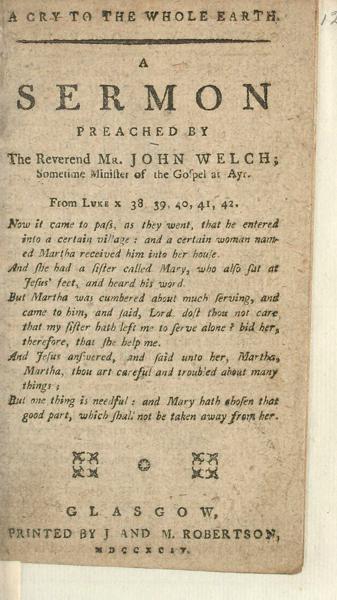 A CRY TO THE WHOLE EARTH.
12
A
SERMON
PREACHED BY
The Reverend MR. JOHN WELCH;
Sometime Miniſter of the Goſpel at Ayr.
From LUKE x 38 39, 40, 41, 42.
Now it came to paſs, as they went, that he entered
into a certain village: and a certain woman nam-
ed Martha received him into her houſe.
And ſhe had a ſiſter called Mary, who alſo ſat at
Jeſus' feet, and heard his word.
But Martha was cumbered about much ſerving, and
came to him, and ſaid, Lord doſt thou not care
that my ſiſter hath left me to ſerve alone? bid her,
therefore, that ſhe help me.
And Jeſus anſwered, and ſaid unto her, Martha,
Martha, thou art careful and troubled about many
things;
But one thing is needful: and Mary hath choſen that
good part, which ſhall not be taken away from her.
GLASGOW,
PRINTED BY J AND M. ROBERTSON,
MDCCXCIV.